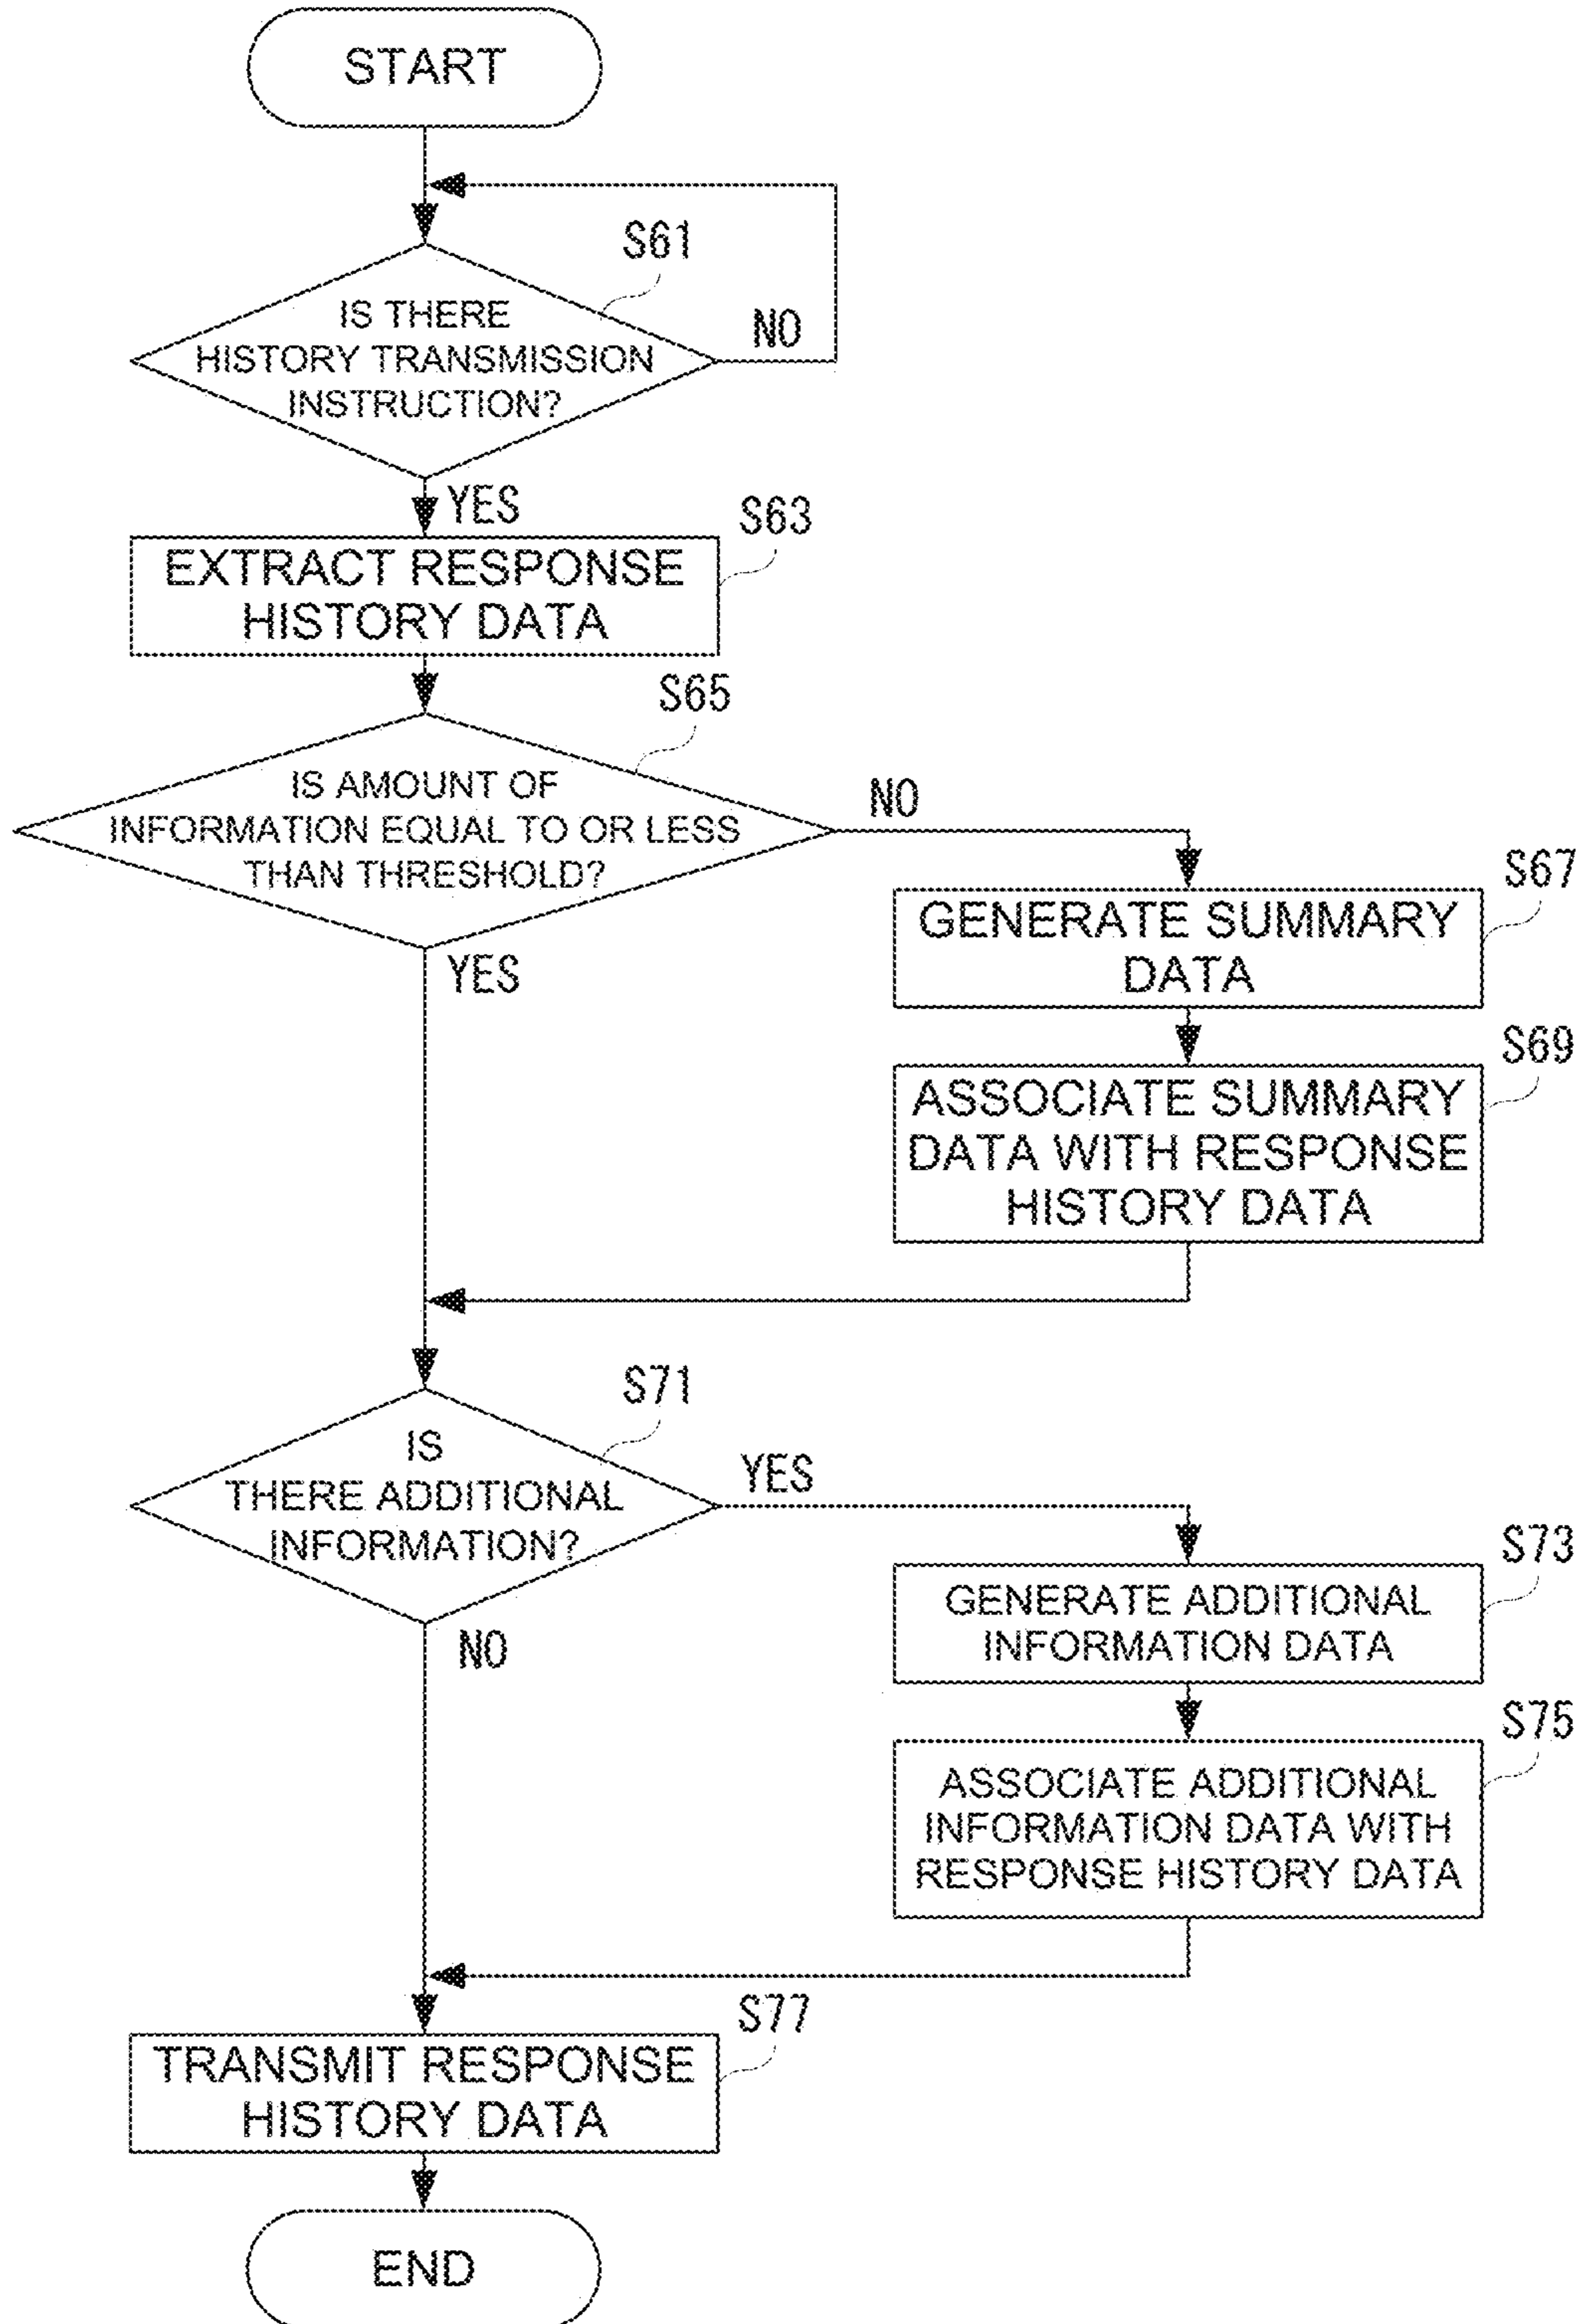 START
S61
IS THERE
HISTORY TRANSMISSION
INSTRUCTION?
NO
YES
S63
EXTRACT RESPONSE
HISTORY DATA
S65
IS AMOUNT OF
INFORMATION EQUAL TO OR LESS
THAN THRESHOLD?
NO
YES
S67
GENERATE SUMMARY
DATA
S69
ASSOCIATE SUMMARY
DATA WITH RESPONSE
HISTORY DATA
S71
IS
THERE ADDITIONAL
INFORMATION?
YES
NO
S73
GENERATE ADDITIONAL
INFORMATION DATA
S75
ASSOCIATE ADDITIONAL
INFORMATION DATA WITH
RESPONSE HISTORY DATA
S77
TRANSMIT RESPONSE
HISTORY DATA
END